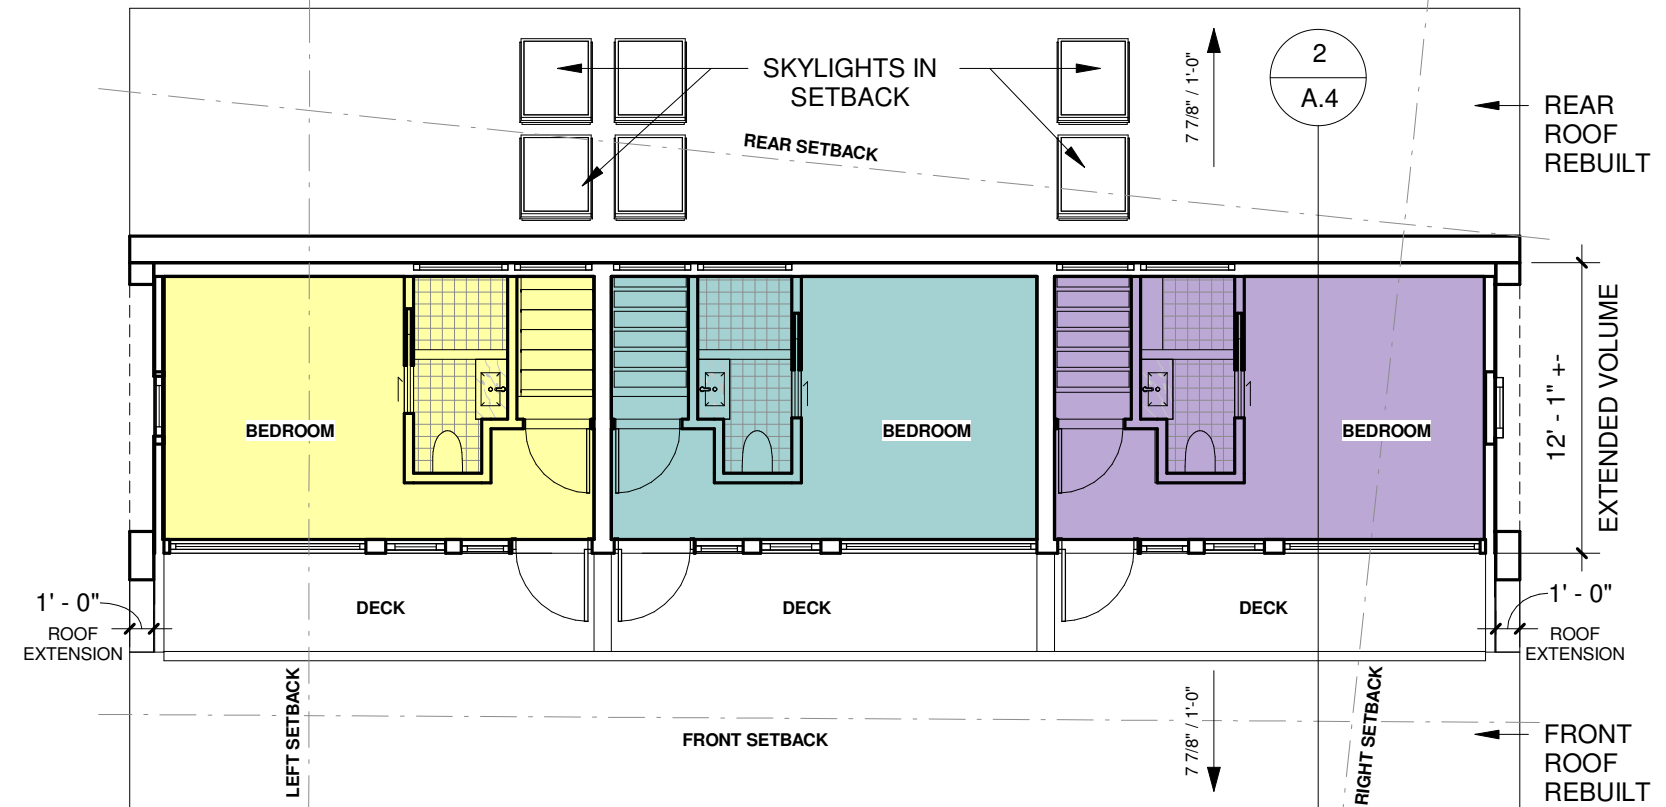 SKYLIGHTS IN
SETBACK
7 7/8" / 1'-0"
2
A.4
REAR
ROOF
REBUILT
REAR SETBACK
BEDROOM
BEDROOM
BEDROOM
12' - 1" +-
EXTENDED VOLUME
1' - 0"
ROOF
EXTENSION
DECK
DECK
DECK
1' - 0"
ROOF
EXTENSION
LEFT SETBACK
FRONT SETBACK
7 7/8" / 1'-0"
RIGHT SETBACK
FRONT
ROOF
REBUILT